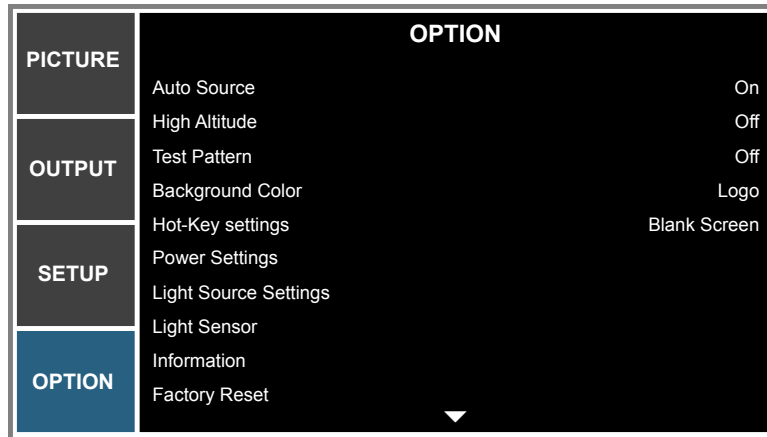 OPTION
PICTURE
OUTPUT
SETUP
OPTION
Auto Source On
High Altitude Off
Test Pattern Off
Background Color Logo
Hot-Key settings Blank Screen
Power Settings
Light Source Settings
Light Sensor
Information
Factory Reset